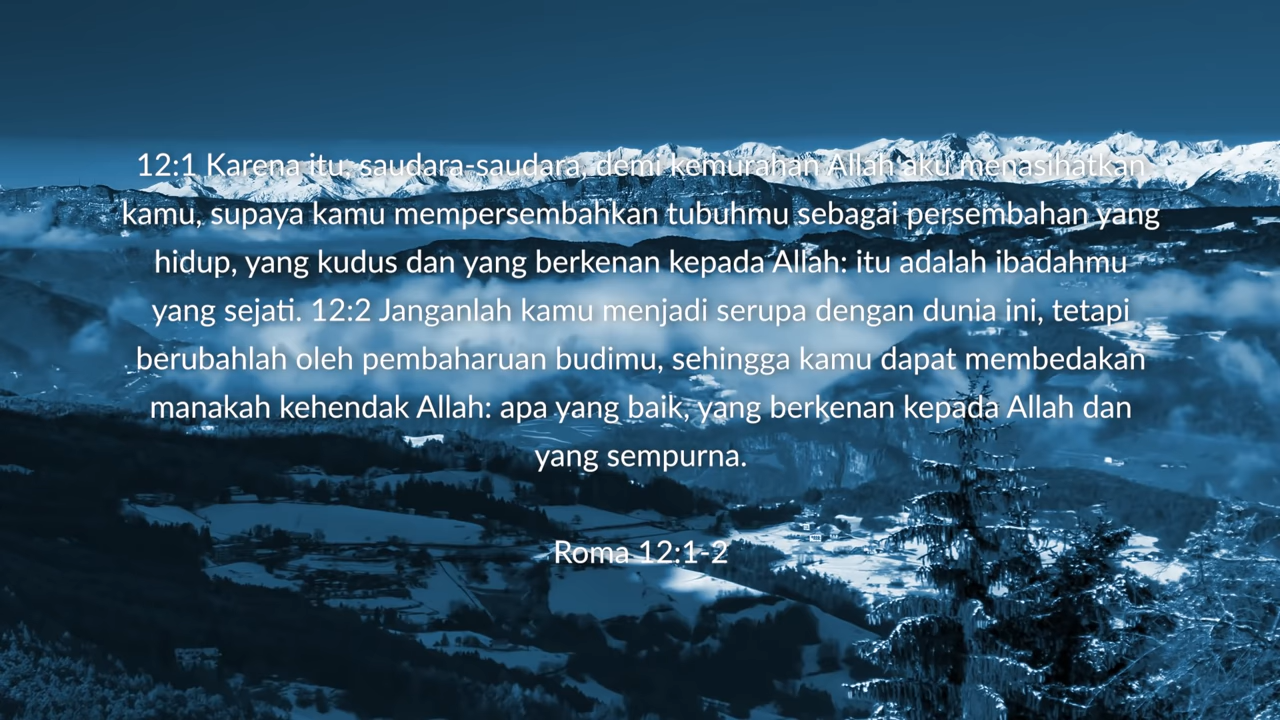 12:1 Karena itu, saudara-saudara, demi kemurahan Allah aku menasihatkan
kamu, supaya kamu mempersembahkan tubuhmu sebagai persembahan yang
hidup, yang kudus dan yang berkenan kepada Allah: itu adalah ibadahmu
yang sejati. 12:2 Janganlah kamu menjadi serupa dengan dunia ini, tetapi
berubahlah oleh pembaharuan budimu, sehingga kamu dapat membedakan
manakah kehendak Allah: apa yang baik, yang berkenan kepada Allah dan
yang sempurna.
Roma 12:1-2